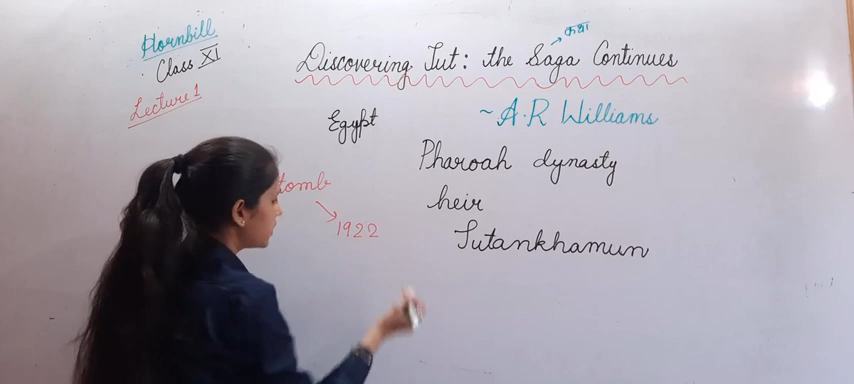 Hornbill
Class XI
Lecture 1
कथा
Discovering Tut: the Saga Continues
~ A.R Williams
Egypt
Pharoah dynasty
tomb
heir
1922
Tutankhamun